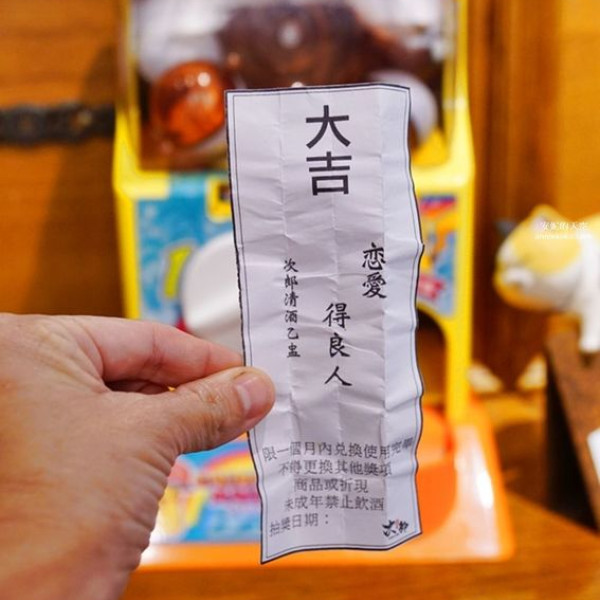 大吉
恋愛
得良人
次郎清酒乙盅
限一個月內兌換使用完畢
不得更換其他獎項
商品或折現
未成年禁止飲酒
抽獎日期：